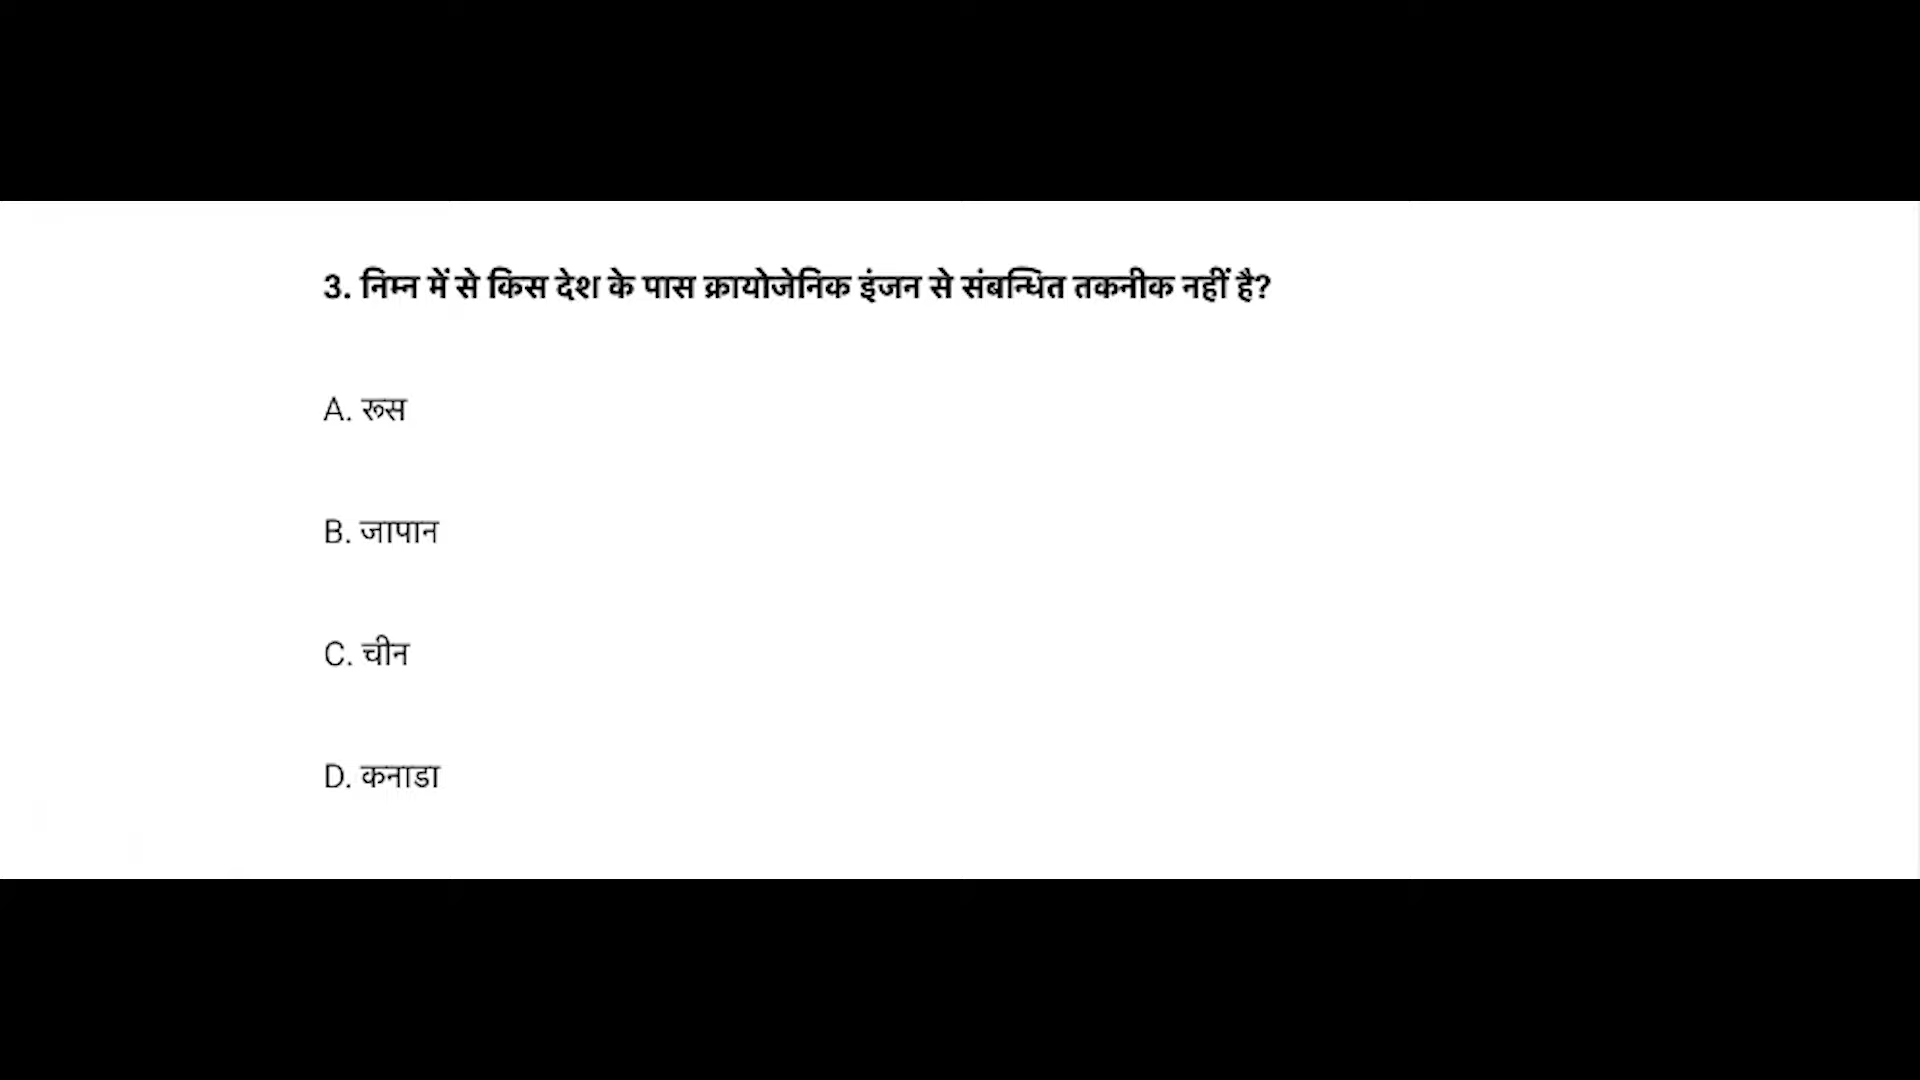 3. निम्न में से किस देश के पास क्रायोजेनिक इंजन से संबन्धित तकनीक नहीं है?
A. रूस
B. जापान
C. चीन
D. कनाडा